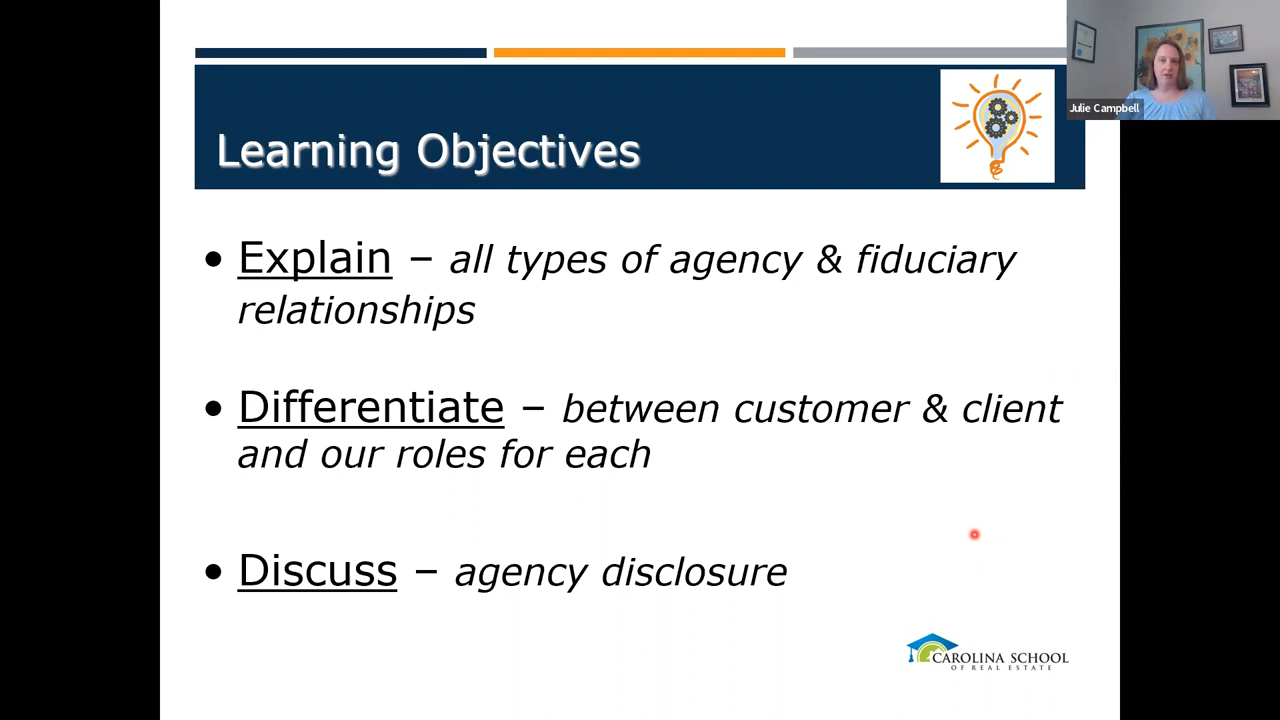 Julie Campbell
Learning Objectives
• Explain – all types of agency & fiduciary
relationships
• Differentiate – between customer & client
and our roles for each
• Discuss – agency disclosure
CAROLINA SCHOOL
OF REAL ESTATE